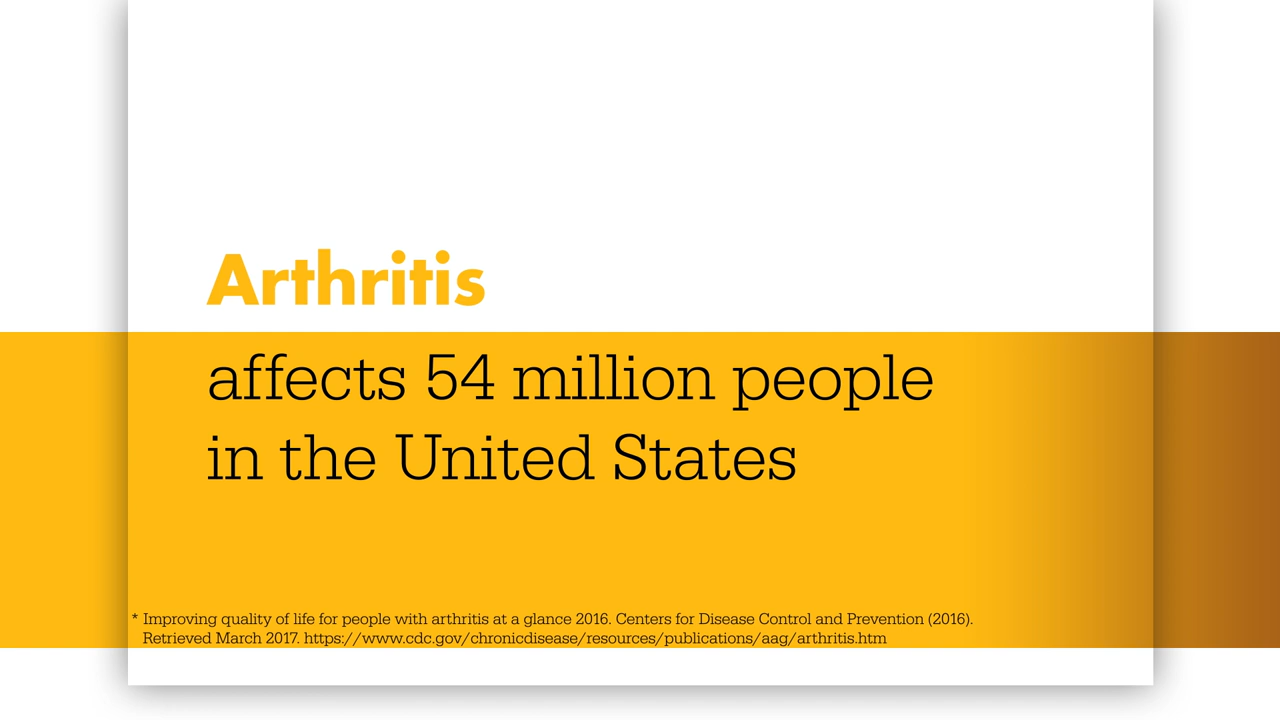 Arthritis
affects 54 million people
in the United States
* Improving quality of life for people with arthritis at a glance 2016. Centers for Disease Control and Prevention (2016).
Retrieved March 2017. https://www.cdc.gov/chronicdisease/resources/publications/aag/arthritis.htm